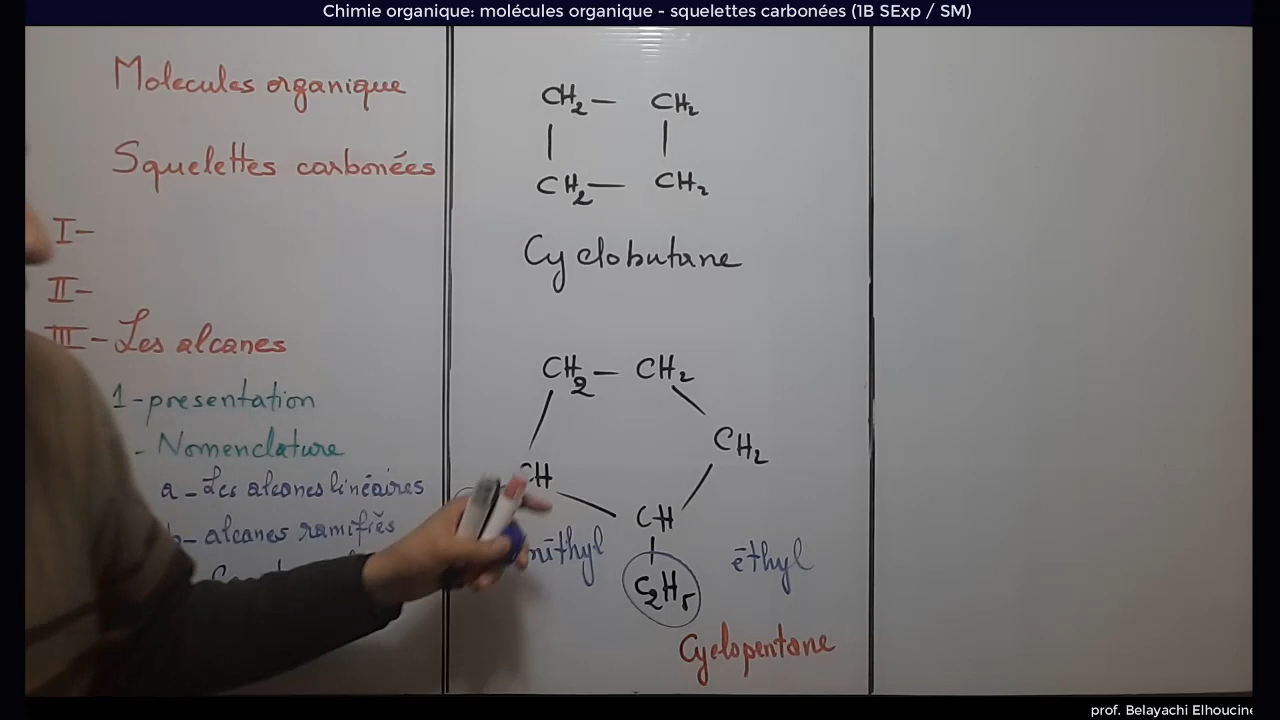 Chimie organique: molécules organique - squelettes carbonées (1B SExp / SM)
Molecules organique
Squelettes carbonées
I-
II-
III- Les alcanes
1-presentation
- Nomenclature
a - Les alcanes linéaires
b- alcanes ramifiés
CH2 - CH2
CH2 - CH2
Cyclobutane
CH2 - CH2
CH2
CH
CH
méthyl
éthyl
C2H5
Cyclopentane
prof. Belayachi Elhoucine